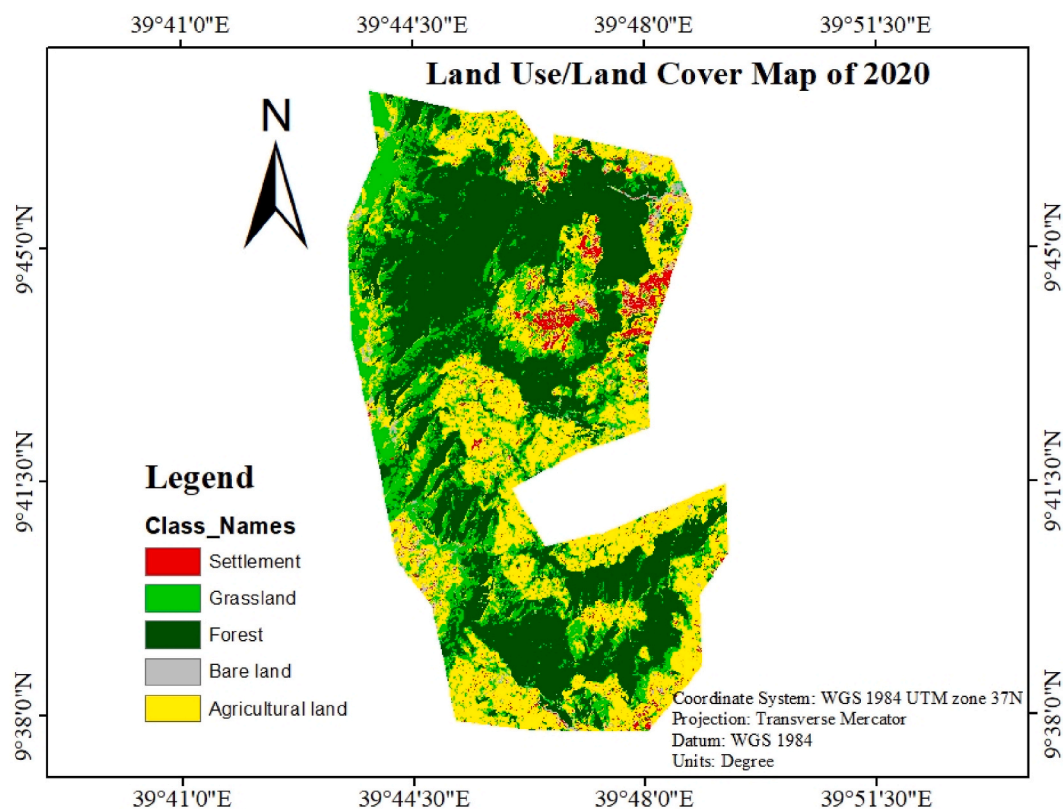 39°41'0"E 39°44'30"E 39°48'0"E 39°51'30"E
Land Use/Land Cover Map of 2020
N
9°45'0"N 9°45'0"N
9°41'30"N 9°41'30"N
Legend
Class_Names
Settlement
Grassland
Forest
Bare land
Agricultural land
9°38'0"N 9°38'0"N
Coordinate System: WGS 1984 UTM zone 37N
Projection: Transverse Mercator
Datum: WGS 1984
Units: Degree
39°41'0"E 39°44'30"E 39°48'0"E 39°51'30"E